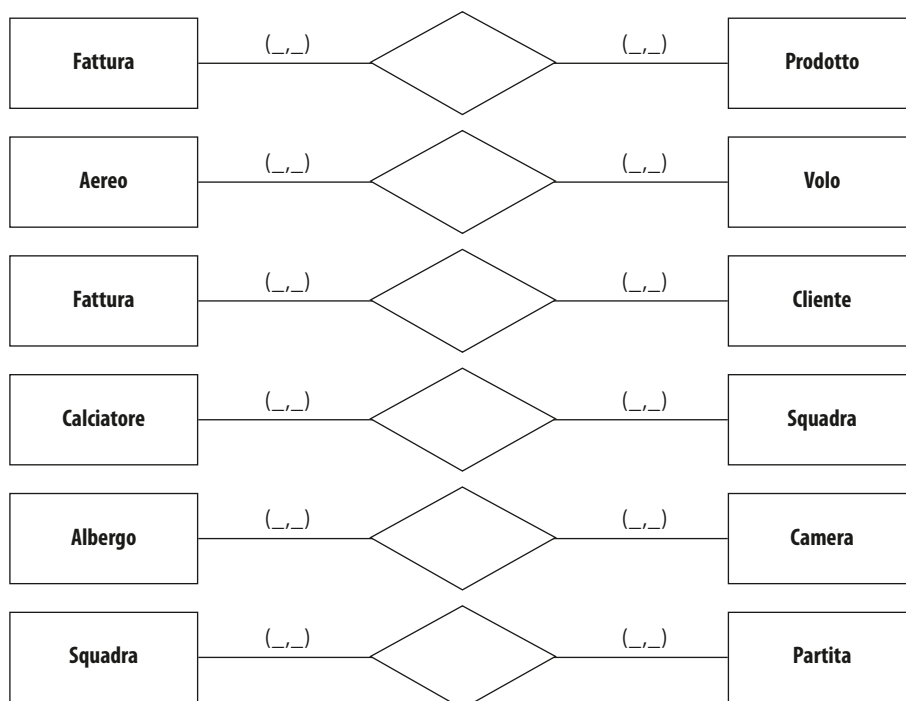 (_,_) (_,_)
Fattura Prodotto
(_,_) (_,_)
Aereo Volo
(_,_) (_,_)
Fattura Cliente
(_,_) (_,_)
Calciatore Squadra
(_,_) (_,_)
Albergo Camera
(_,_) (_,_)
Squadra Partita